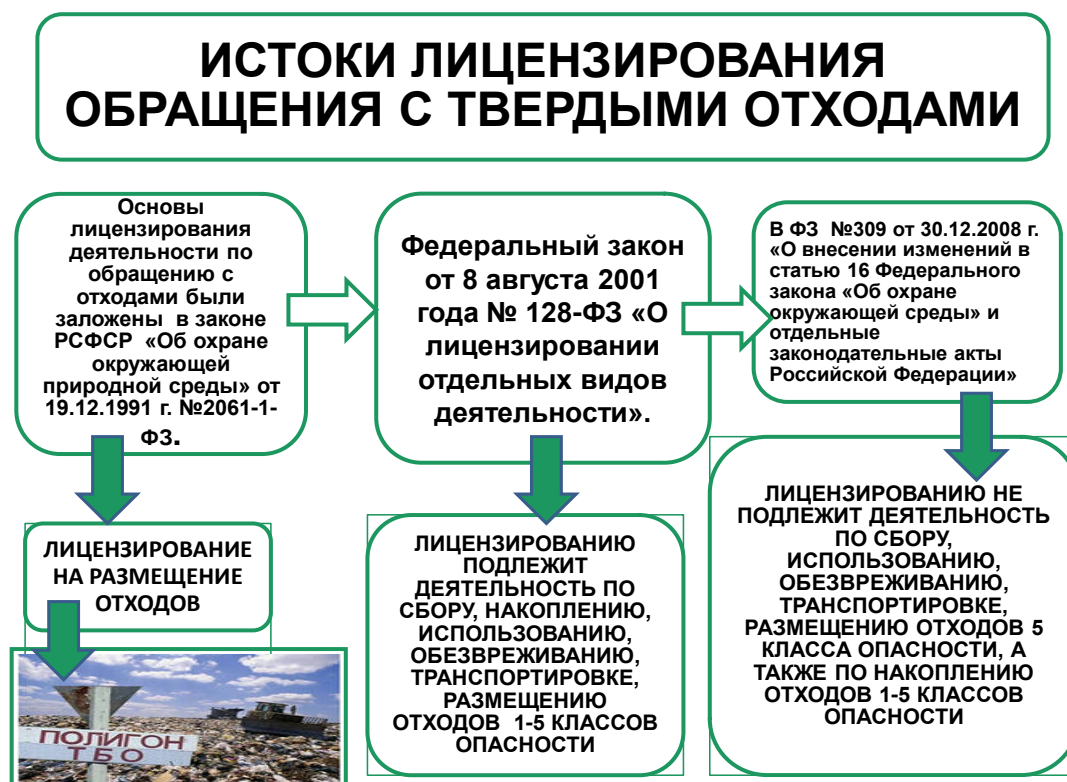 ИСТОКИ ЛИЦЕНЗИРОВАНИЯ
ОБРАЩЕНИЯ С ТВЕРДЫМИ ОТХОДАМИ
Основы
лицензирования
деятельности по
обращению с
отходами были
заложены в законе
РСФСР «Об охране
окружающей
природной среды» от
19.12.1991 г. №2061-1-
ФЗ.
Федеральный закон
от 8 августа 2001
года № 128-ФЗ «О
лицензировании
отдельных видов
деятельности».
В ФЗ №309 от 30.12.2008 г.
«О внесении изменений в
статью 16 Федерального
закона «Об охране
окружающей среды» и
отдельные
законодательные акты
Российской Федерации»
ЛИЦЕНЗИРОВАНИЕ
НА РАЗМЕЩЕНИЕ
ОТХОДОВ
ПОЛИГОН
ТБО
ЛИЦЕНЗИРОВАНИЮ
ПОДЛЕЖИТ
ДЕЯТЕЛЬНОСТЬ ПО
СБОРУ, НАКОПЛЕНИЮ,
ИСПОЛЬЗОВАНИЮ,
ОБЕЗВРЕЖИВАНИЮ,
ТРАНСПОРТИРОВКЕ,
РАЗМЕЩЕНИЮ
ОТХОДОВ 1-5 КЛАССОВ
ОПАСНОСТИ
ЛИЦЕНЗИРОВАНИЮ НЕ
ПОДЛЕЖИТ ДЕЯТЕЛЬНОСТЬ
ПО СБОРУ,
ИСПОЛЬЗОВАНИЮ,
ОБЕЗВРЕЖИВАНИЮ,
ТРАНСПОРТИРОВКЕ,
РАЗМЕЩЕНИЮ ОТХОДОВ 5
КЛАССА ОПАСНОСТИ, А
ТАКЖЕ ПО НАКОПЛЕНИЮ
ОТХОДОВ 1-5 КЛАССОВ
ОПАСНОСТИ